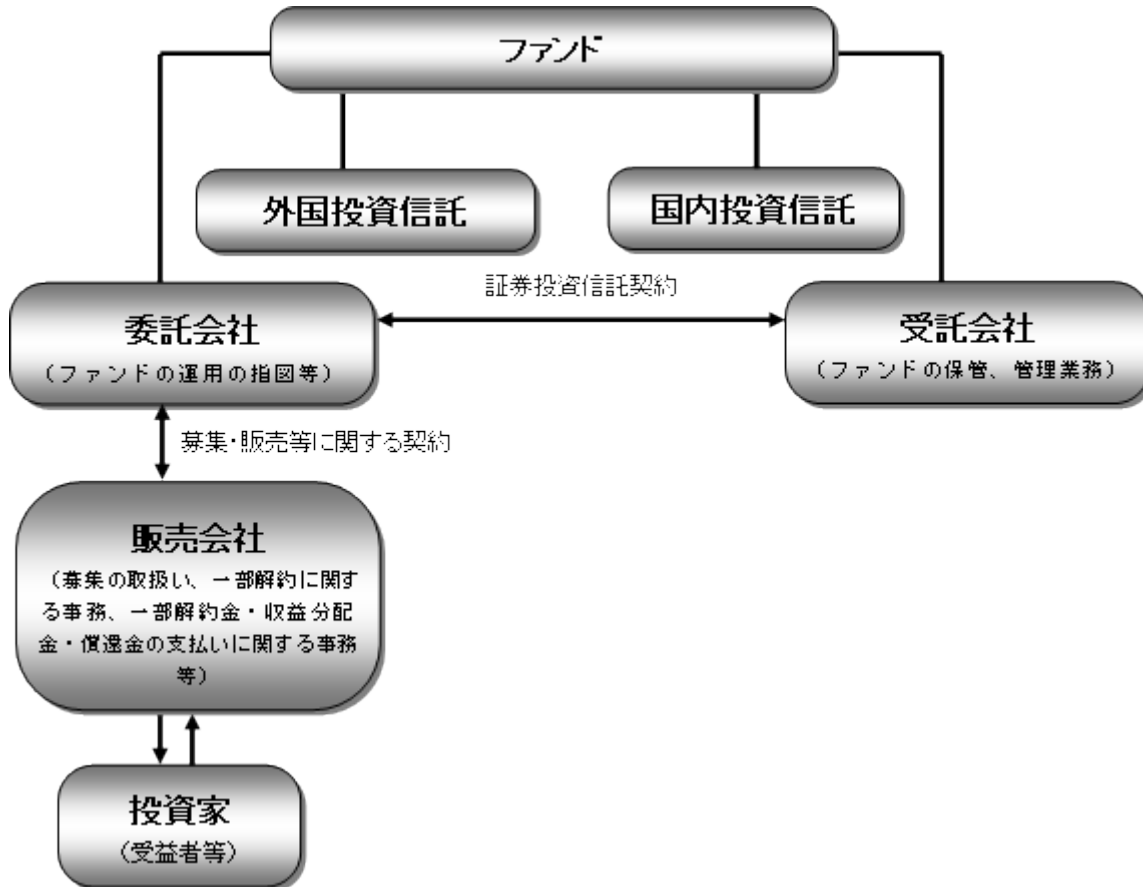 ファンド
外国投資信託
国内投資信託
証券投資信託契約
委託会社
（ファンドの運用の指図等）
受託会社
（ファンドの保管、管理業務）
募集・販売等に関する契約
販売会社
（募集の取扱い、一部解約に関す
る事務、一部解約金・収益分配
金・償還金の支払いに関する事務
等）
投資家
（受益者等）